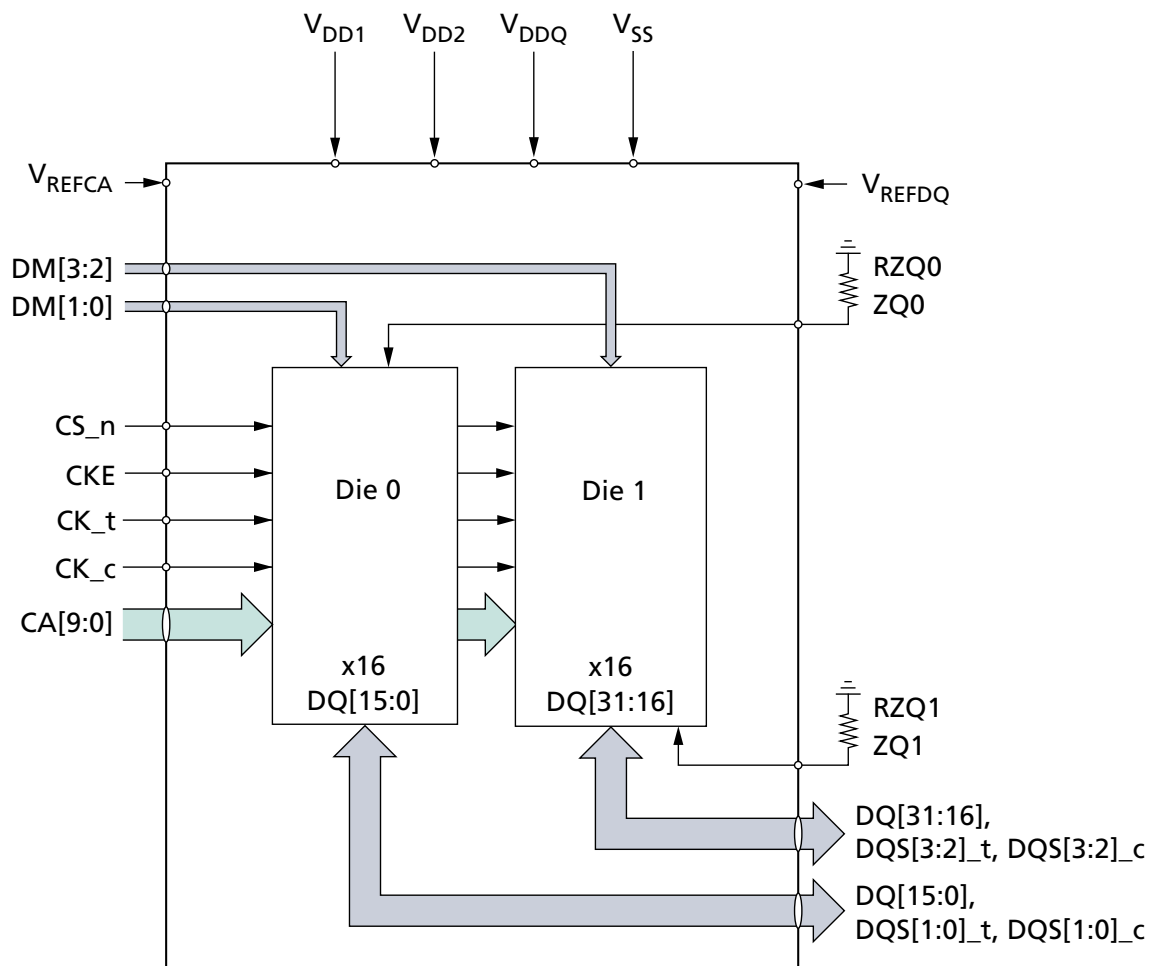 VDD1 VDD2 VDDQ VSS
VREFCA
VREFDQ
DM[3:2]
DM[1:0]
RZQ0
ZQ0
CS_n
CKE
CK_t
CK_c
CA[9:0]
Die 0
x16
DQ[15:0]
Die 1
x16
DQ[31:16]
RZQ1
ZQ1
DQ[31:16],
DQS[3:2]_t, DQS[3:2]_c
DQ[15:0],
DQS[1:0]_t, DQS[1:0]_c